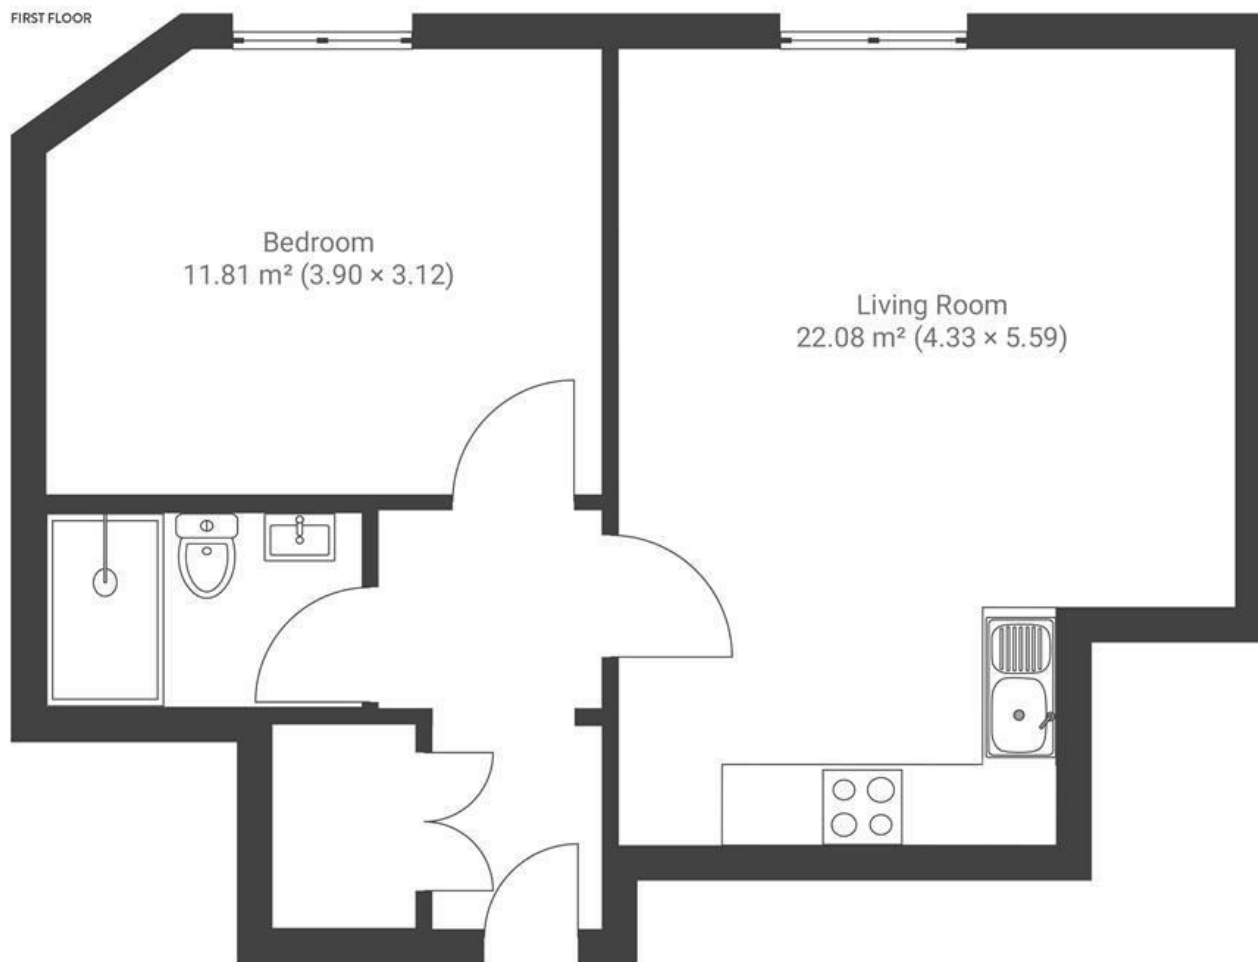 FIRST FLOOR
Bedroom
11.81 m² (3.90 × 3.12)
Living Room
22.08 m² (4.33 × 5.59)